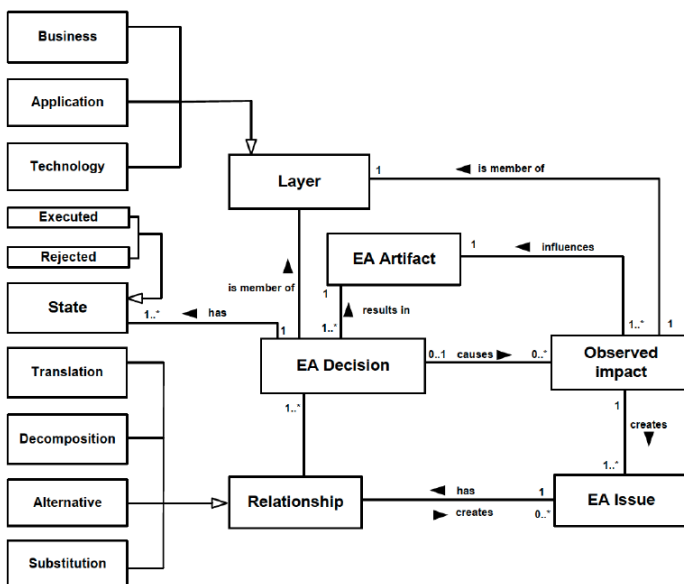 Business
Application
Technology
Layer
1
◄ is member of
Executed
Rejected
EA Artifact
1
◄ influences
State
1..*
◄ has
1
is member of ▲
1
1..*
▲ results in
1..*
1
EA Decision
0..1
causes ►
0..*
Observed
impact
Translation
Decomposition
Alternative
Substitution
1..*
1
creates
▼
1..*
Relationship
◄ has
1
► creates
0..*
EA Issue